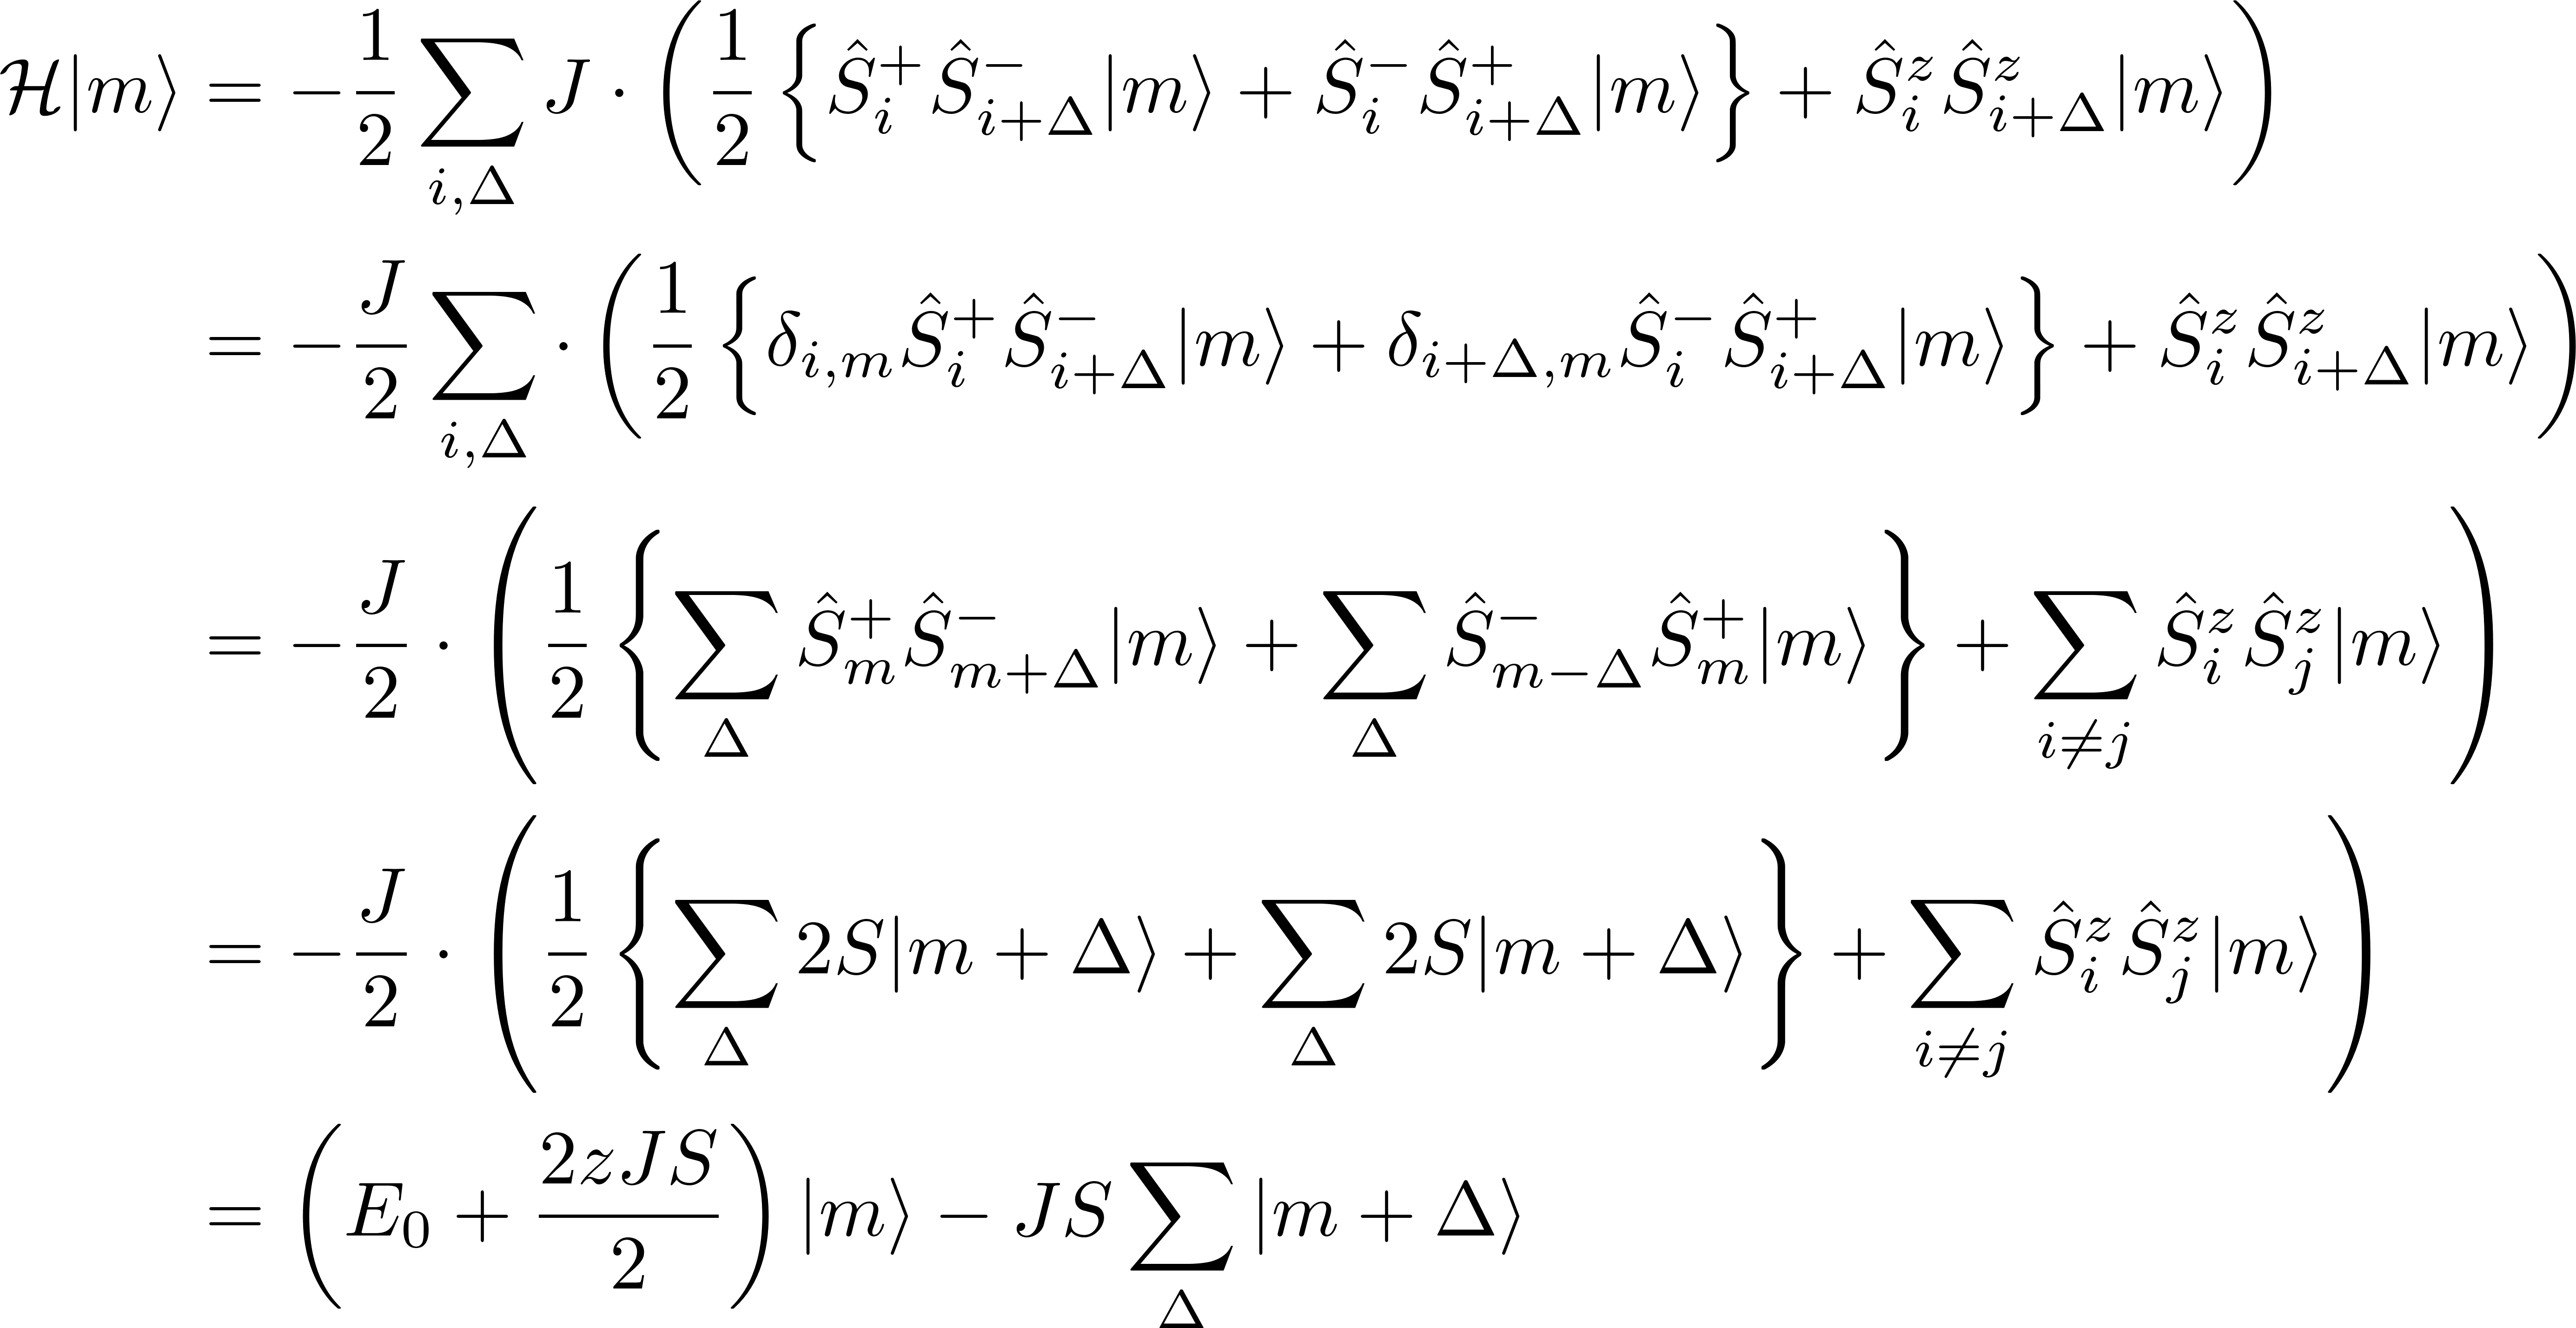 $\mathcal{H}|m\rangle = -\frac{1}{2}\sum_{i,\Delta} J \cdot \left(\frac{1}{2}\left\{\hat{S}_i^+\hat{S}_{i+\Delta}^-|m\rangle + \hat{S}_i^-\hat{S}_{i+\Delta}^+|m\rangle\right\} + \hat{S}_i^z\hat{S}_{i+\Delta}^z|m\rangle\right)$
$= -\frac{J}{2}\sum_{i,\Delta} \cdot \left(\frac{1}{2}\left\{\delta_{i,m}\hat{S}_i^+\hat{S}_{i+\Delta}^-|m\rangle + \delta_{i+\Delta,m}\hat{S}_i^-\hat{S}_{i+\Delta}^+|m\rangle\right\} + \hat{S}_i^z\hat{S}_{i+\Delta}^z|m\rangle\right)$
$= -\frac{J}{2} \cdot \left(\frac{1}{2}\left\{\sum_{\Delta}\hat{S}_m^+\hat{S}_{m+\Delta}^-|m\rangle + \sum_{\Delta}\hat{S}_{m-\Delta}^-\hat{S}_m^+|m\rangle\right\} + \sum_{i\neq j}\hat{S}_i^z\hat{S}_j^z|m\rangle\right)$
$= -\frac{J}{2} \cdot \left(\frac{1}{2}\left\{\sum_{\Delta}2S|m+\Delta\rangle + \sum_{\Delta}2S|m+\Delta\rangle\right\} + \sum_{i\neq j}\hat{S}_i^z\hat{S}_j^z|m\rangle\right)$
$= \left(E_0 + \frac{2zJS}{2}\right)|m\rangle - JS\sum_{\Delta}|m+\Delta\rangle$